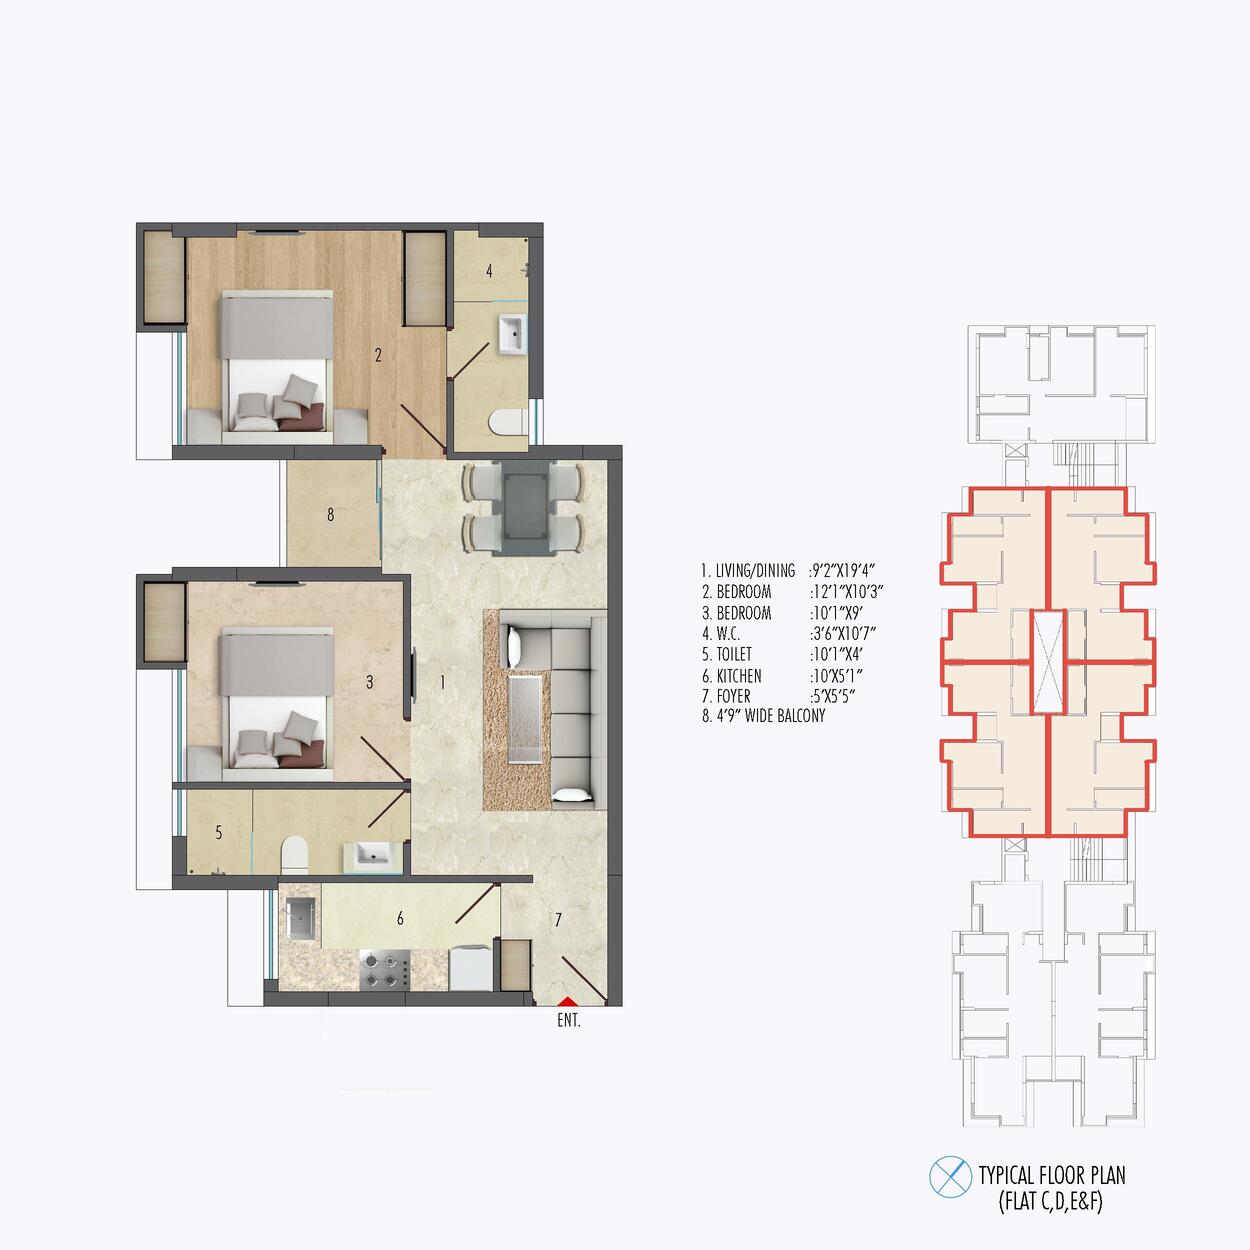 4
2
8
3
1
5
6
7
ENT.
1. LIVING/DINING :9'2"X19'4"
2. BEDROOM :12'1"X10'3"
3. BEDROOM :10'1"X9'
4. W.C. :3'6"X10'7"
5. TOILET :10'1"X4'
6. KITCHEN :10'X5'1"
7. FOYER :5'X5'5"
8. 4'9" WIDE BALCONY
TYPICAL FLOOR PLAN
(FLAT C,D,E&F)